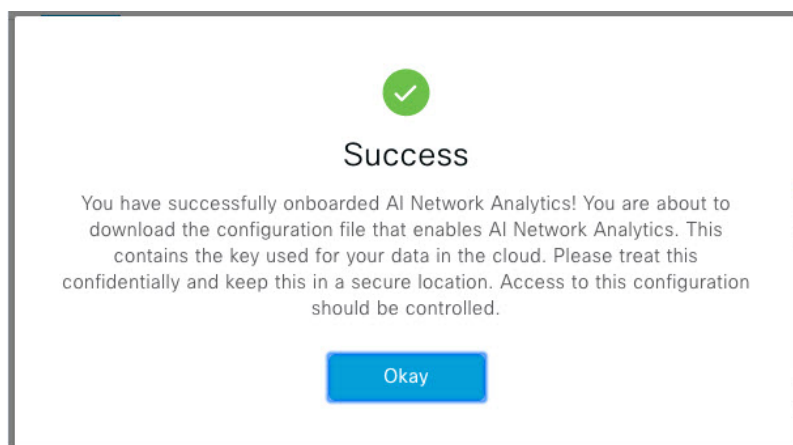 Success
You have successfully onboarded AI Network Analytics! You are about to
download the configuration file that enables AI Network Analytics. This
contains the key used for your data in the cloud. Please treat this
confidentially and keep this in a secure location. Access to this configuration
should be controlled.
Okay